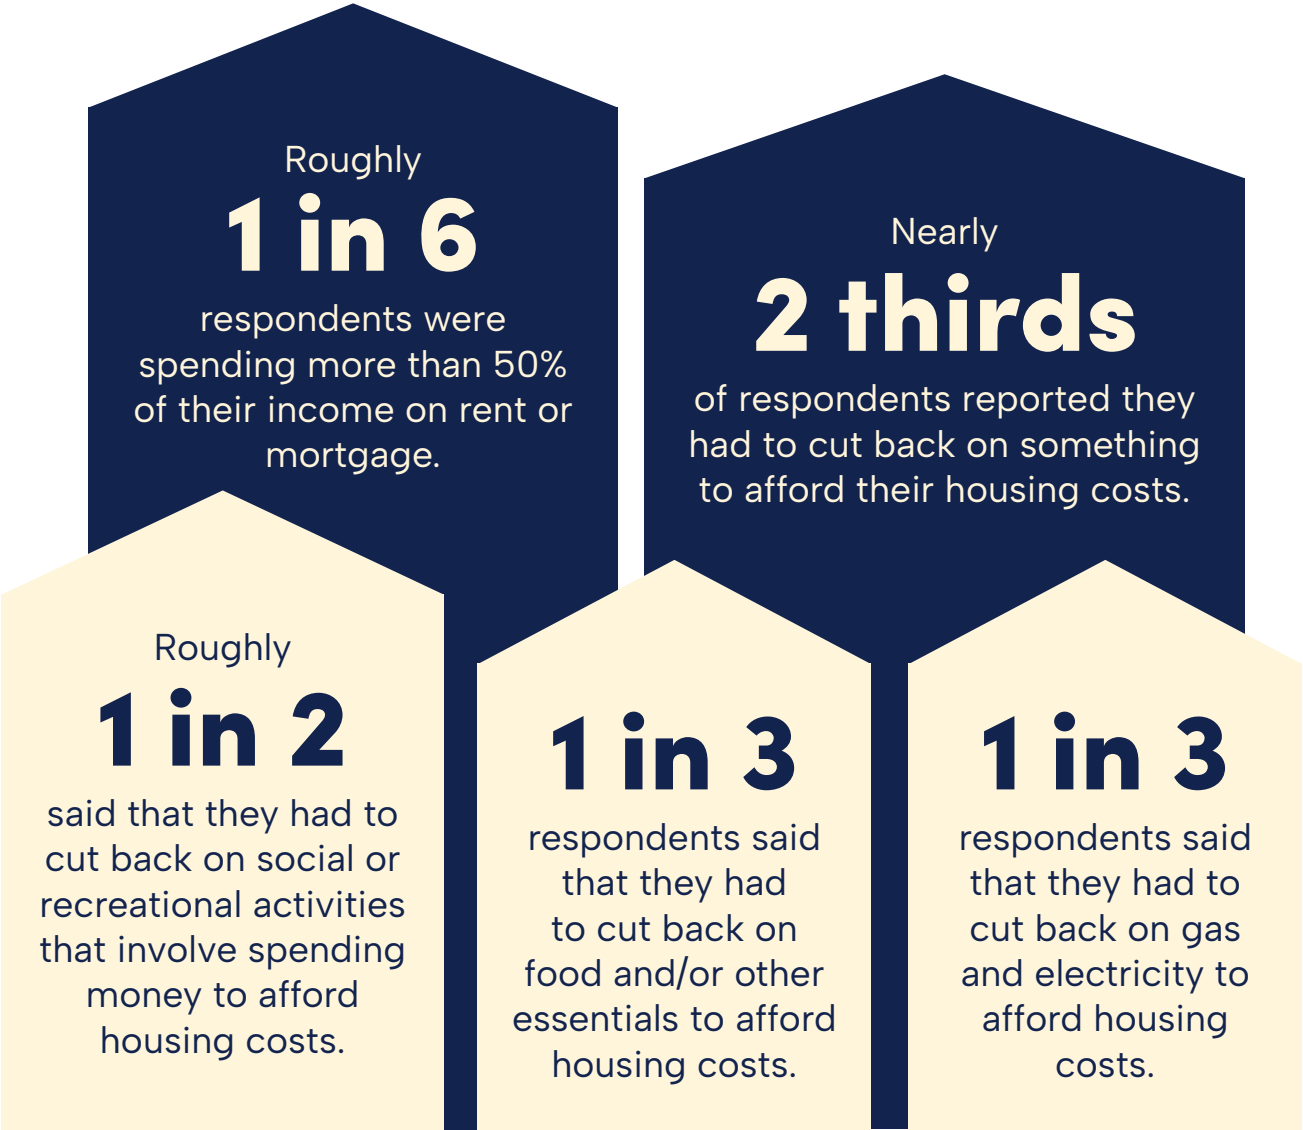 Roughly
1 in 6
respondents were
spending more than 50%
of their income on rent or
mortgage.
Nearly
2 thirds
of respondents reported they
had to cut back on something
to afford their housing costs.
Roughly
1 in 2
said that they had to
cut back on social or
recreational activities
that involve spending
money to afford
housing costs.
1 in 3
respondents said
that they had
to cut back on
food and/or other
essentials to afford
housing costs.
1 in 3
respondents said
that they had to
cut back on gas
and electricity to
afford housing
costs.